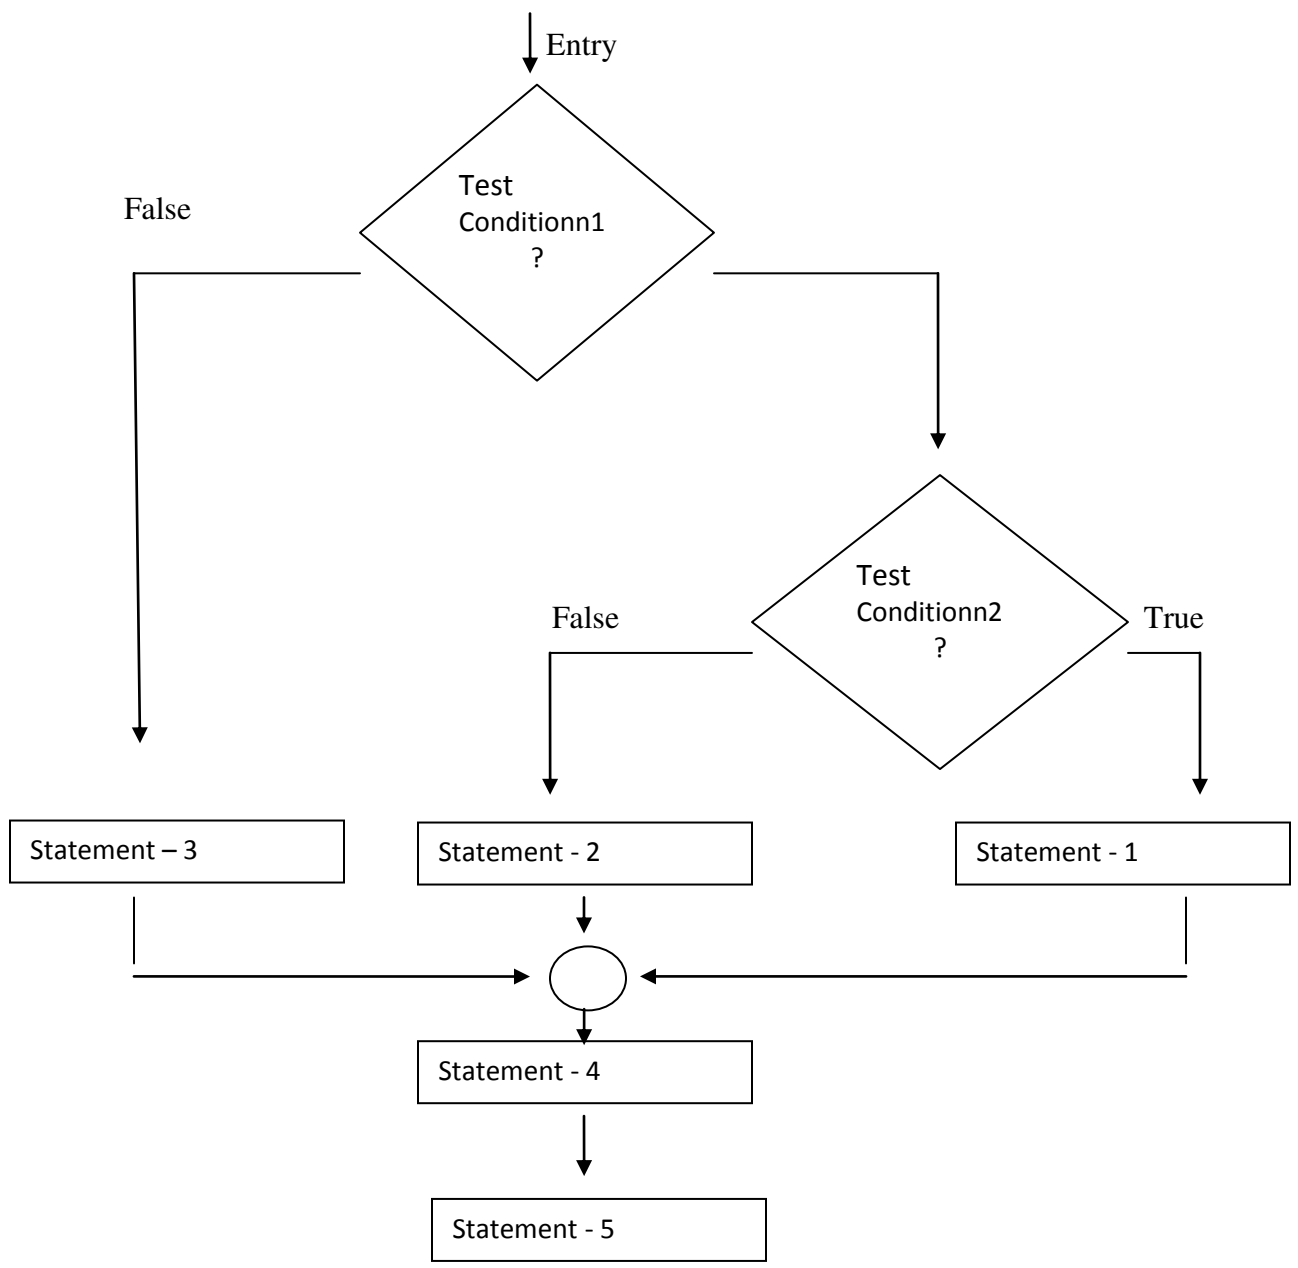 Entry
Test
Conditionn1
?
False
Test
Conditionn2
?
False
True
Statement – 3
Statement - 2
Statement - 1
Statement - 4
Statement - 5